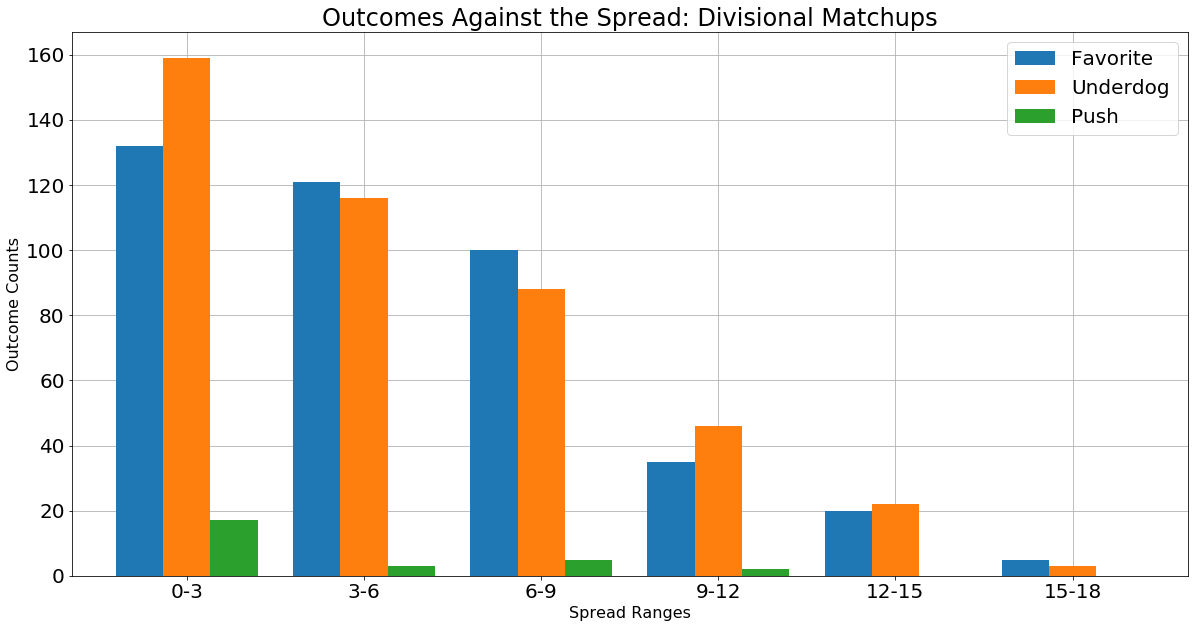 Outcomes Against the Spread: Divisional Matchups
Favorite
Underdog
Push
Outcome Counts
160
140
120
100
80
60
40
20
0
0-3 3-6 6-9 9-12 12-15 15-18
Spread Ranges